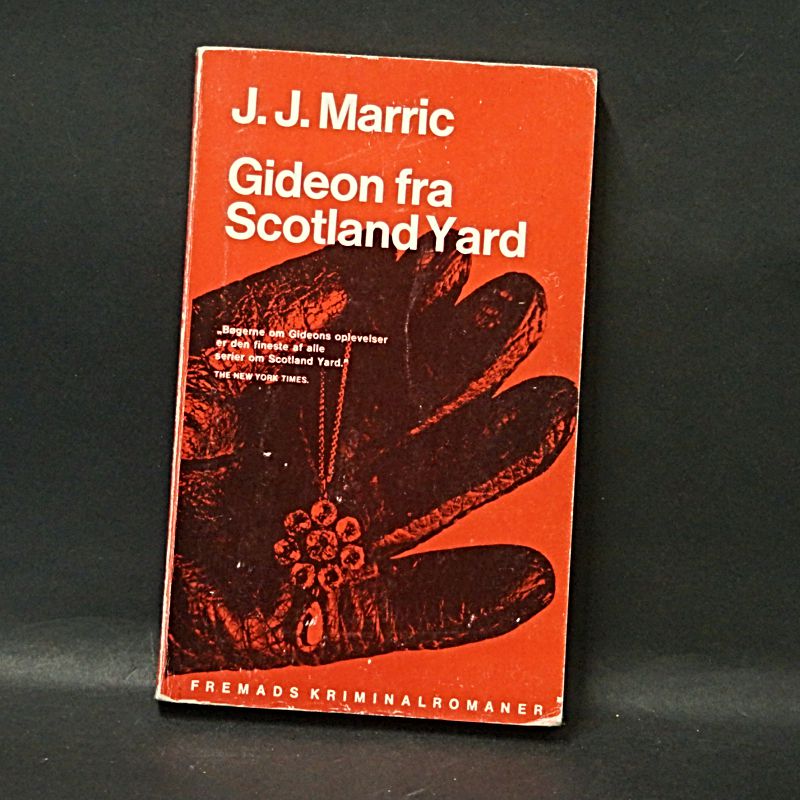 J. J. Marric
Gideon fra
Scotland Yard
„Bøgerne om Gideons oplevelser
er den fineste af alle
serier om Scotland Yard.“
THE NEW YORK TIMES.
FREMADS KRIMINALROMANER